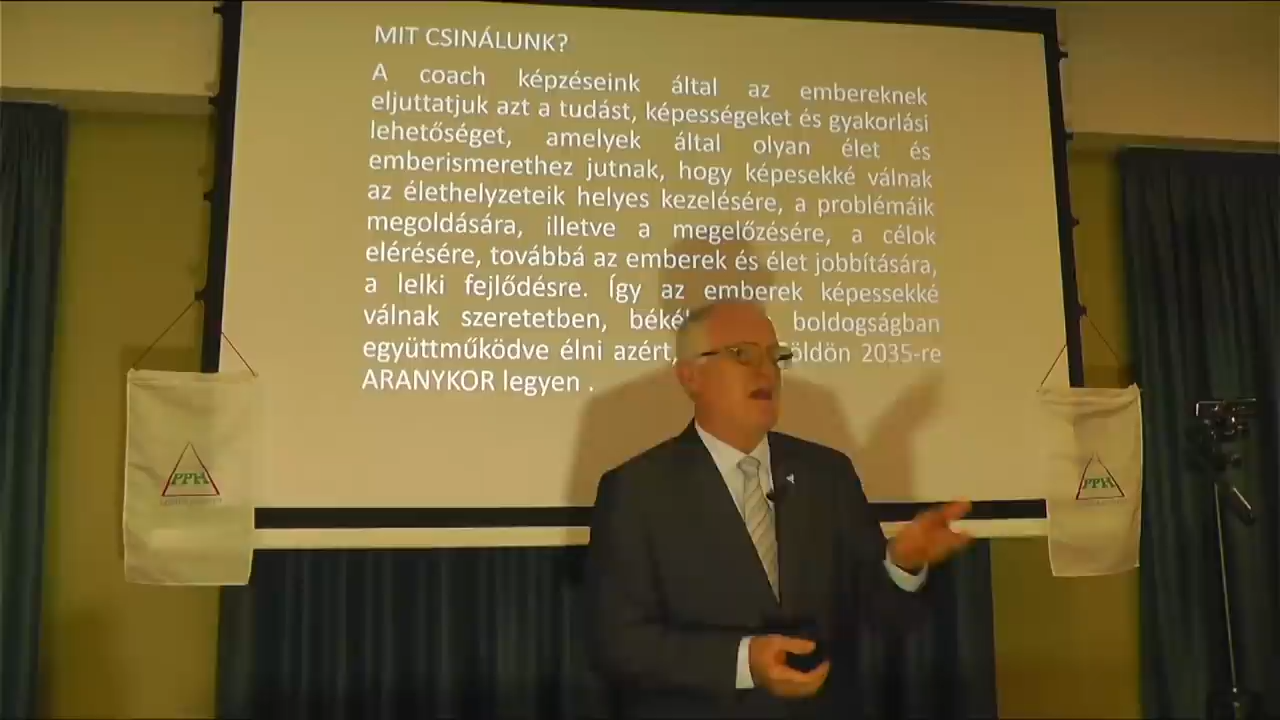 MIT CSINÁLUNK?
A coach képzéseink által az embereknek
eljuttatjuk azt a tudást, képességeket és gyakorlási
lehetőséget, amelyek által olyan élet és
emberismerethez jutnak, hogy képesekké válnak
az élethelyzeteik helyes kezelésére, a problémáik
megoldására, illetve a megelőzésére, a célok
elérésére, továbbá az emberek és élet jobbítására,
a lelki fejlődésre. Így az emberek képessekké
válnak szeretetben, boldogságban
együttműködve élni azért, 2035-re
ARANYKOR legyen .
PPH
PPH